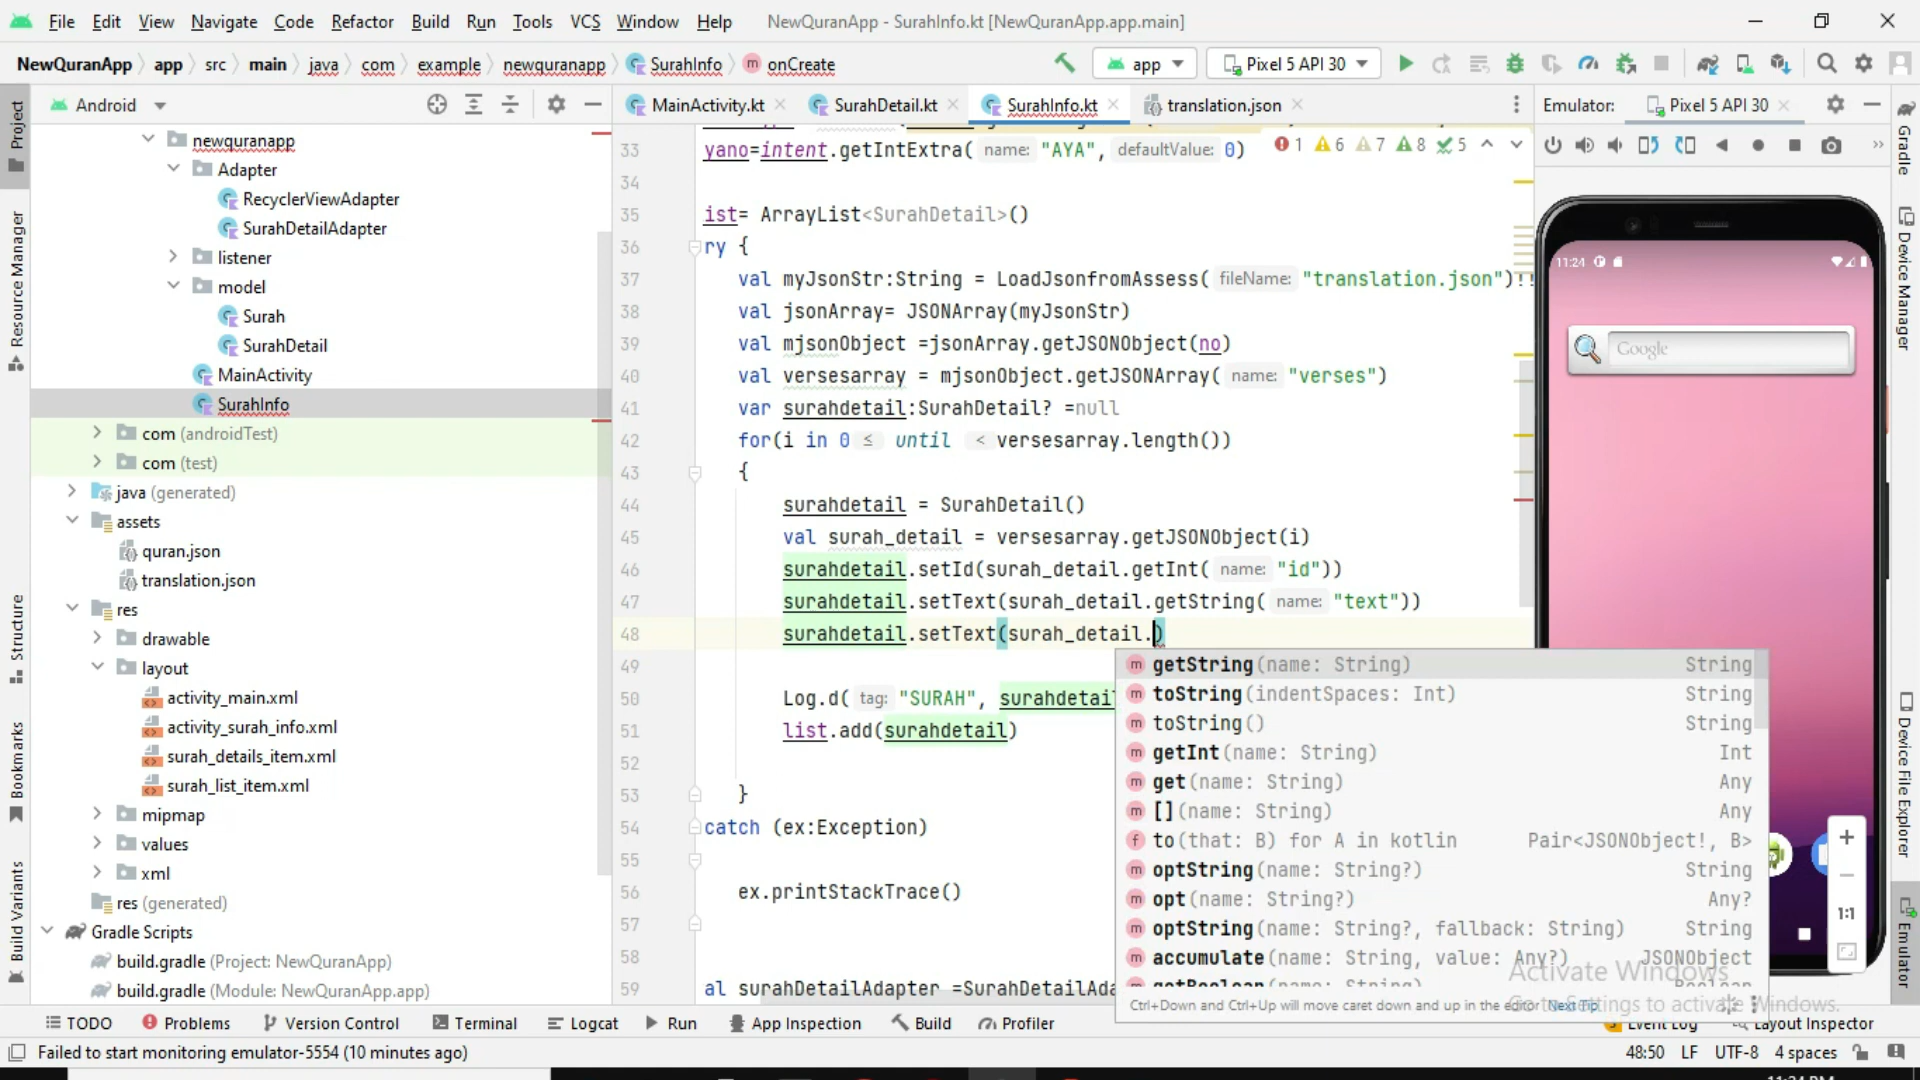 File Edit View Navigate Code Refactor Build Run Tools VCS Window Help NewQuranApp - SurahInfo.kt [NewQuranApp.app.main]
NewQuranApp app src main java com example newquranapp SurahInfo onCreate app Pixel 5 API 30
Android MainActivity.kt SurahDetail.kt SurahInfo.kt translation.json Emulator: Pixel 5 API 30
Project
Resource Manager
Structure
Bookmarks
Build Variants
newquranapp
Adapter
RecyclerViewAdapter
SurahDetailAdapter
listener
model
Surah
SurahDetail
MainActivity
SurahInfo
com (androidTest)
com (test)
java (generated)
assets
quran.json
translation.json
res
drawable
layout
activity_main.xml
activity_surah_info.xml
surah_details_item.xml
surah_list_item.xml
mipmap
values
xml
res (generated)
Gradle Scripts
build.gradle (Project: NewQuranApp)
build.gradle (Module: NewQuranApp.app)
33 yano=intent.getIntExtra( name: "AYA", defaultValue: 0) 1 6 7 8 5
34
35 ist= ArrayList<SurahDetail>()
36 ry {
37 val myJsonStr:String = LoadJsonfromAssess( fileName: "translation.json")!!
38 val jsonArray= JSONArray(myJsonStr)
39 val mjsonObject =jsonArray.getJSONObject(no)
40 val versesarray = mjsonObject.getJSONArray( name: "verses")
41 var surahdetail:SurahDetail? =null
42 for(i in 0 ≤ until < versesarray.length())
43 {
44 surahdetail = SurahDetail()
45 val surah_detail = versesarray.getJSONObject(i)
46 surahdetail.setId(surah_detail.getInt( name: "id"))
47 surahdetail.setText(surah_detail.getString( name: "text"))
48 surahdetail.setText(surah_detail.)
49
50 Log.d( tag: "SURAH", surahdetail
51 list.add(surahdetail)
52
53 }
54 catch (ex:Exception)
55
56 ex.printStackTrace()
57
58
59 al surahDetailAdapter =SurahDetailAda
getString(name: String) String
toString(indentSpaces: Int) String
toString() String
getInt(name: String) Int
get(name: String) Any
[](name: String) Any
to(that: B) for A in kotlin Pair<JSONObject!, B>
optString(name: String?) String
opt(name: String?) Any?
optString(name: String?, fallback: String) String
accumulate(name: String, value: Any?) JSONObject
getBoolean(name: String) Boolean
Ctrl+Down and Ctrl+Up will move caret down and up in the editor Next Tip
11:24
Google
1:1
Activate Windows
Go to Settings to activate Windows.
Gradle
Device Manager
Device File Explorer
Emulator
TODO Problems Version Control Terminal Logcat Run App Inspection Build Profiler Event Log Layout Inspector
Failed to start monitoring emulator-5554 (10 minutes ago) 48:50 LF UTF-8 4 spaces